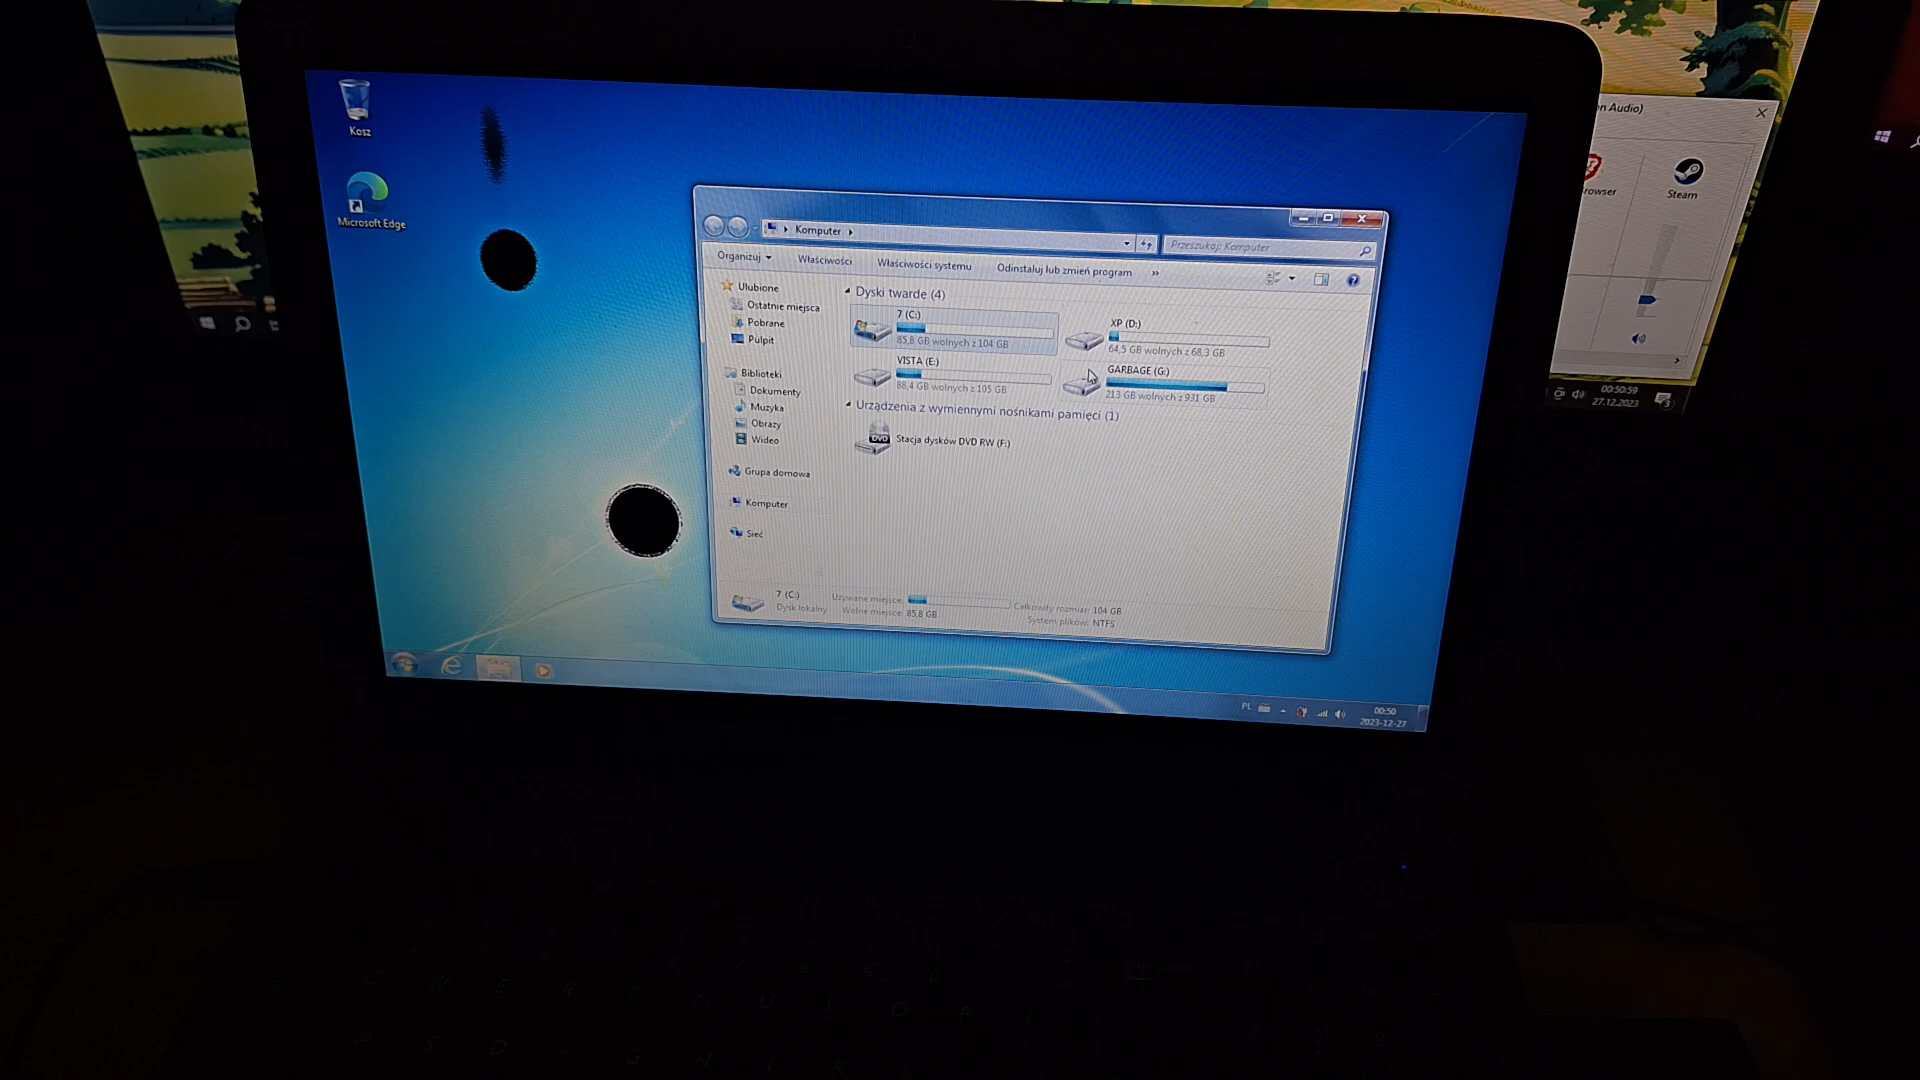 Kosz
Microsoft Edge
Komputer
Przeszukaj: Komputer
Organizuj
Właściwości
Właściwości systemu
Odinstaluj lub zmień program
»
Ulubione
Ostatnie miejsca
Pobrane
Pulpit
Biblioteki
Dokumenty
Muzyka
Obrazy
Wideo
Grupa domowa
Komputer
Sieć
Dyski twarde (4)
7 (C:)
85,8 GB wolnych z 104 GB
XP (D:)
64,5 GB wolnych z 68,3 GB
VISTA (E:)
88,4 GB wolnych z 105 GB
GARBAGE (G:)
213 GB wolnych z 931 GB
Urządzenia z wymiennymi nośnikami pamięci (1)
DVD
Stacja dysków DVD RW (F:)
7 (C:)
Dysk lokalny
Używane miejsce:
Wolne miejsce: 85,8 GB
Całkowity rozmiar: 104 GB
System plików: NTFS
PL
00:50
2023-12-27
Audio)
Steam
00:50:59
27.12.2023
3